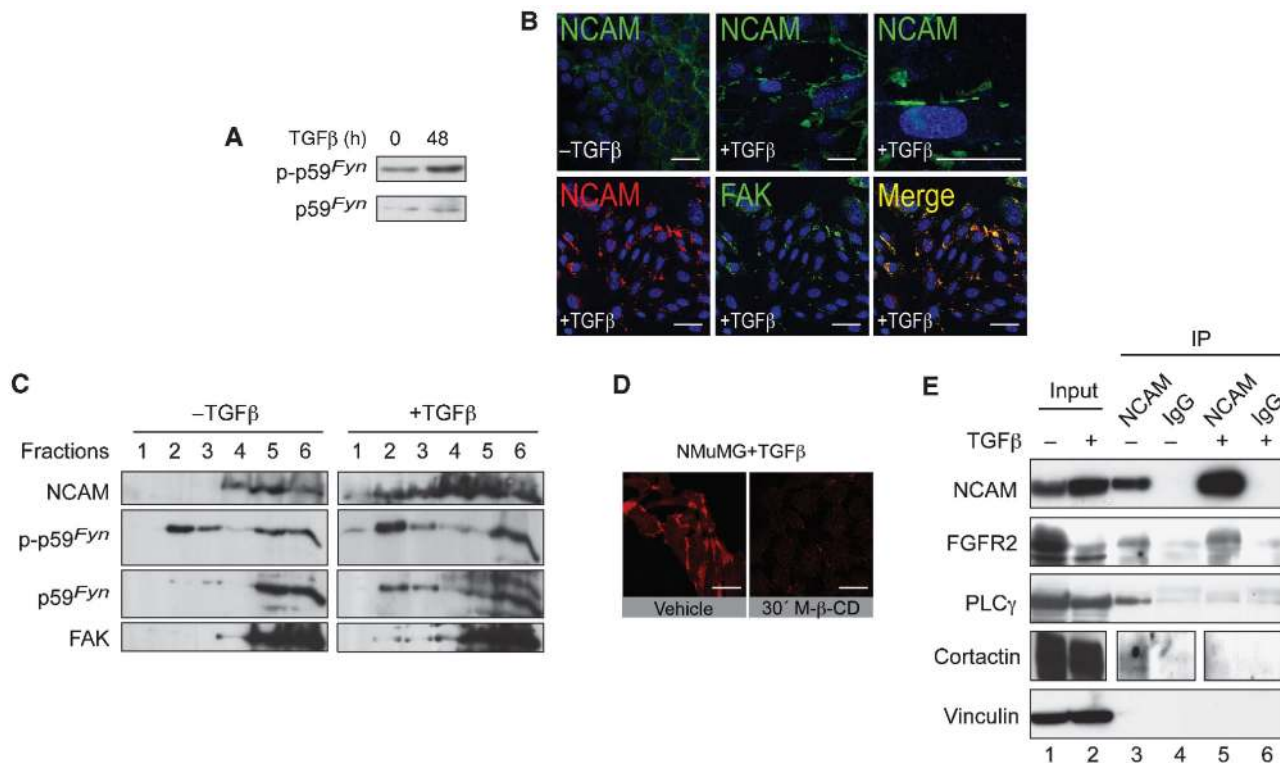 A
TGFβ (h) 0 48
p-p59Fyn
p59Fyn
B
NCAM NCAM NCAM
–TGFβ +TGFβ +TGFβ
NCAM FAK Merge
+TGFβ +TGFβ +TGFβ
C
–TGFβ +TGFβ
Fractions 1 2 3 4 5 6 1 2 3 4 5 6
NCAM
p-p59Fyn
p59Fyn
FAK
D
NMuMG+TGFβ
Vehicle 30´ M-β-CD
E
IP
Input NCAM IgG NCAM IgG
TGFβ – + – – + +
NCAM
FGFR2
PLCγ
Cortactin
Vinculin
1 2 3 4 5 6